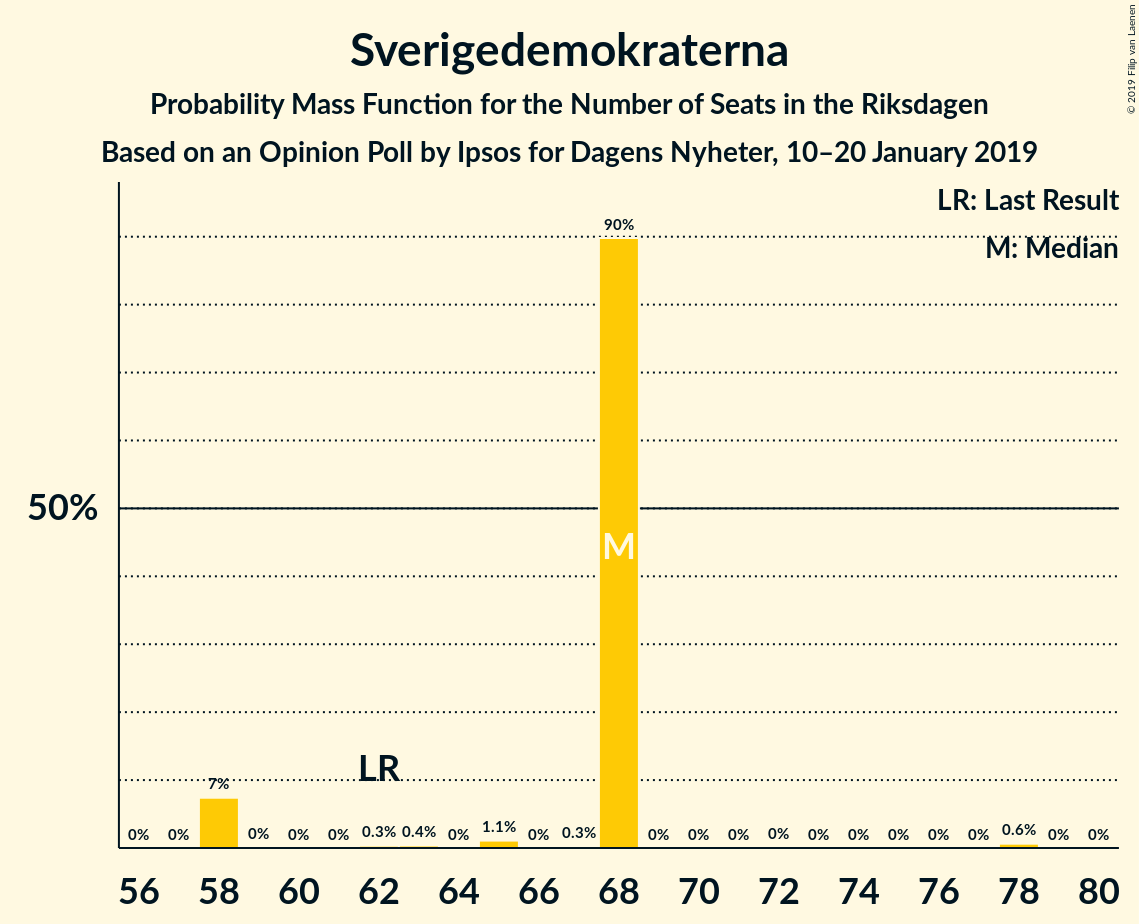 Sverigedemokraterna
Probability Mass Function for the Number of Seats in the Riksdagen
Based on an Opinion Poll by Ipsos for Dagens Nyheter, 10–20 January 2019
© 2019 Filip van Laenen
LR: Last Result
M: Median
90%
50%
M
LR
0% 0% 7% 0% 0% 0% 0.3% 0.4% 0% 1.1% 0% 0.3% 0% 0% 0% 0% 0% 0% 0% 0% 0% 0.6% 0% 0%
56 58 60 62 64 66 68 70 72 74 76 78 80